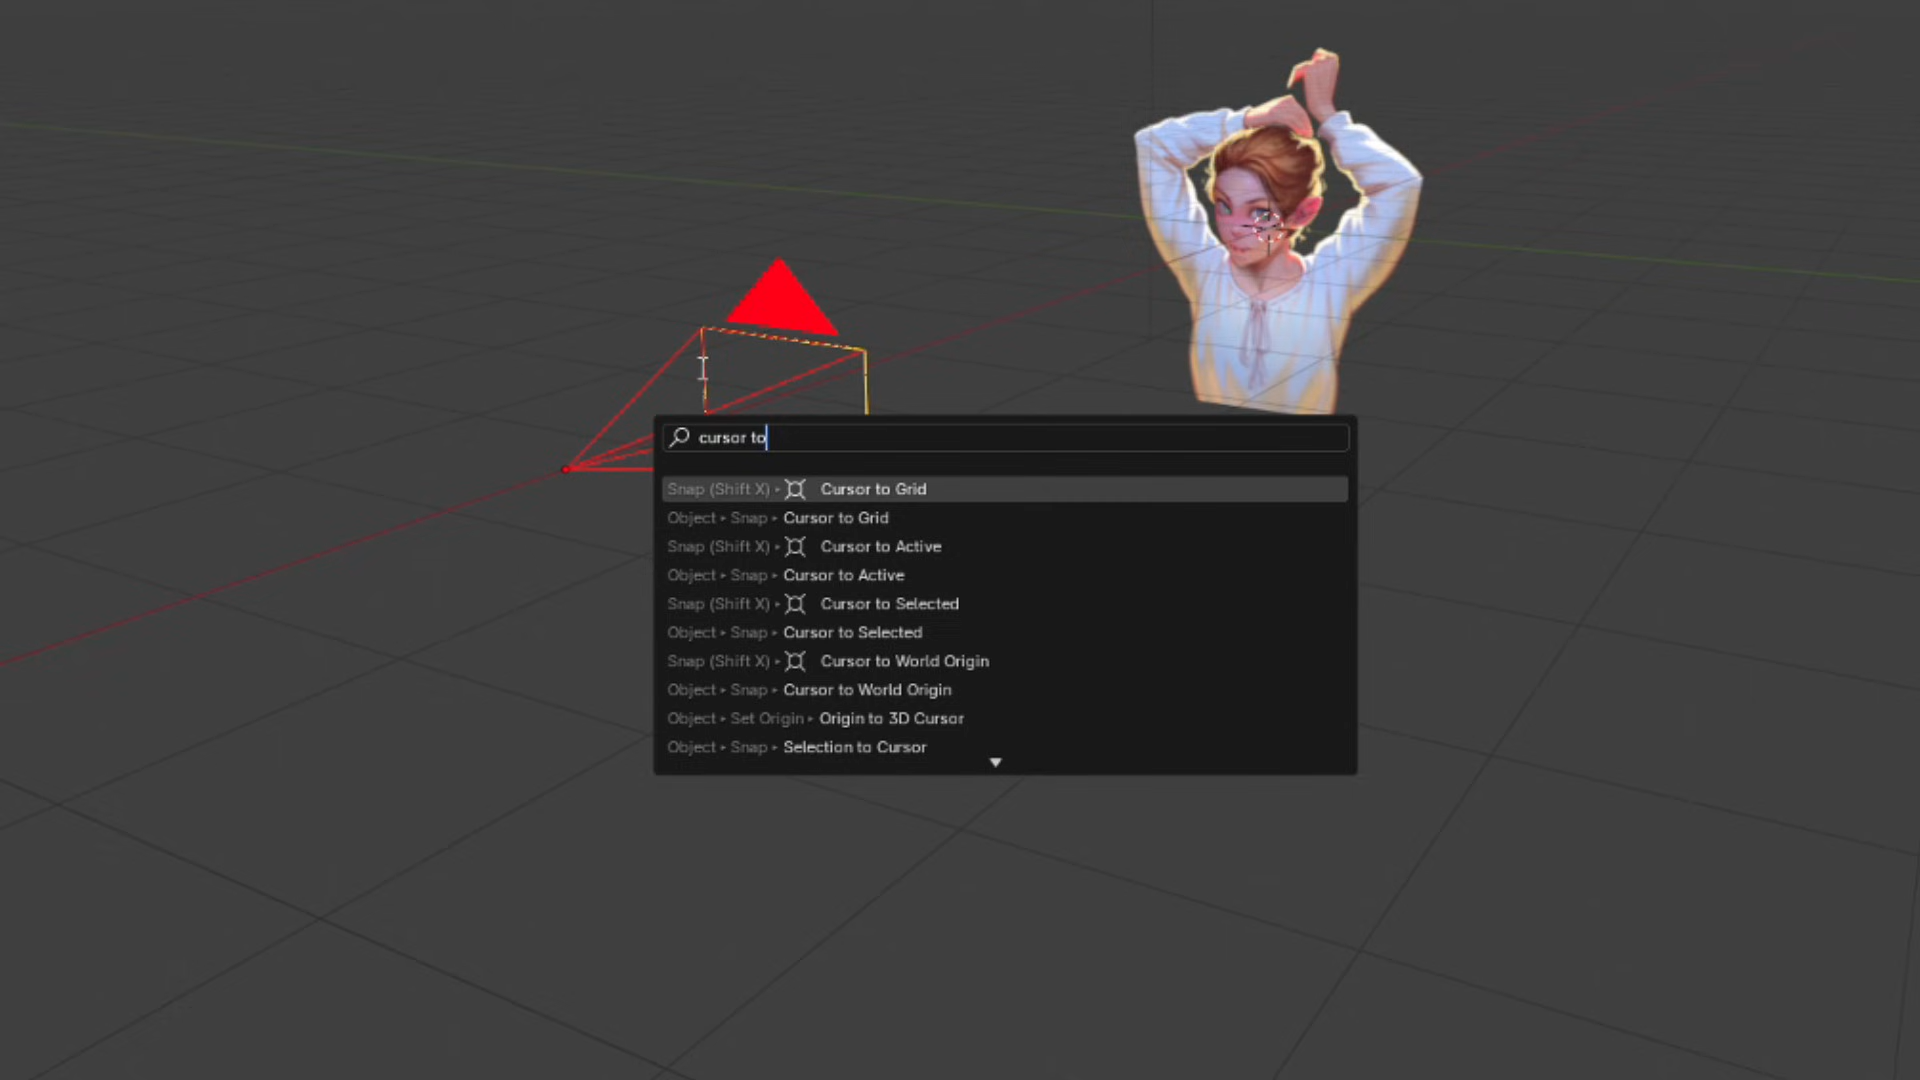 cursor to
Snap (Shift X) ▸ Cursor to Grid
Object ▸ Snap ▸ Cursor to Grid
Snap (Shift X) ▸ Cursor to Active
Object ▸ Snap ▸ Cursor to Active
Snap (Shift X) ▸ Cursor to Selected
Object ▸ Snap ▸ Cursor to Selected
Snap (Shift X) ▸ Cursor to World Origin
Object ▸ Snap ▸ Cursor to World Origin
Object ▸ Set Origin ▸ Origin to 3D Cursor
Object ▸ Snap ▸ Selection to Cursor